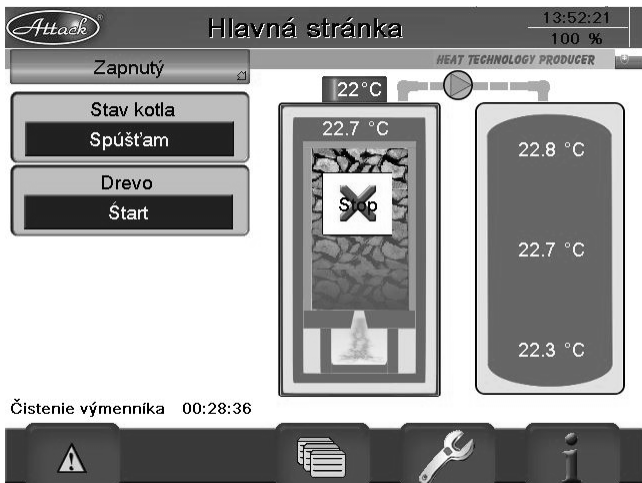 Attack
Hlavná stránka
13:52:21
100 %
HEAT TECHNOLOGY PRODUCER
Zapnutý
Stav kotla
Spúšťam
Drevo
Štart
22°C
22.7 °C
Stop
22.8 °C
22.7 °C
22.3 °C
Čistenie výmenníka 00:28:36